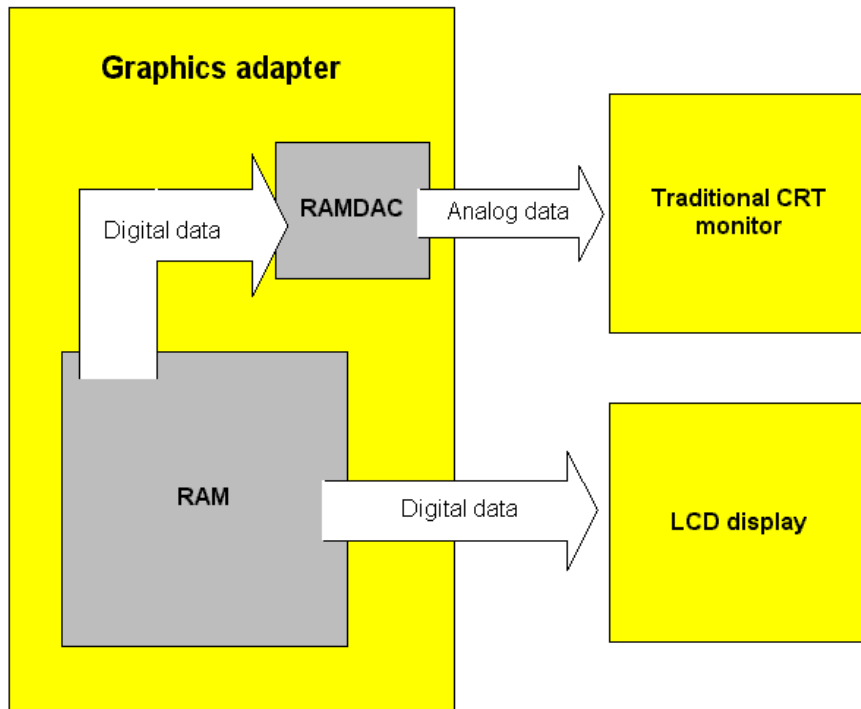 Graphics adapter
Digital data
RAMDAC
Analog data
Traditional CRT
monitor
RAM
Digital data
LCD display